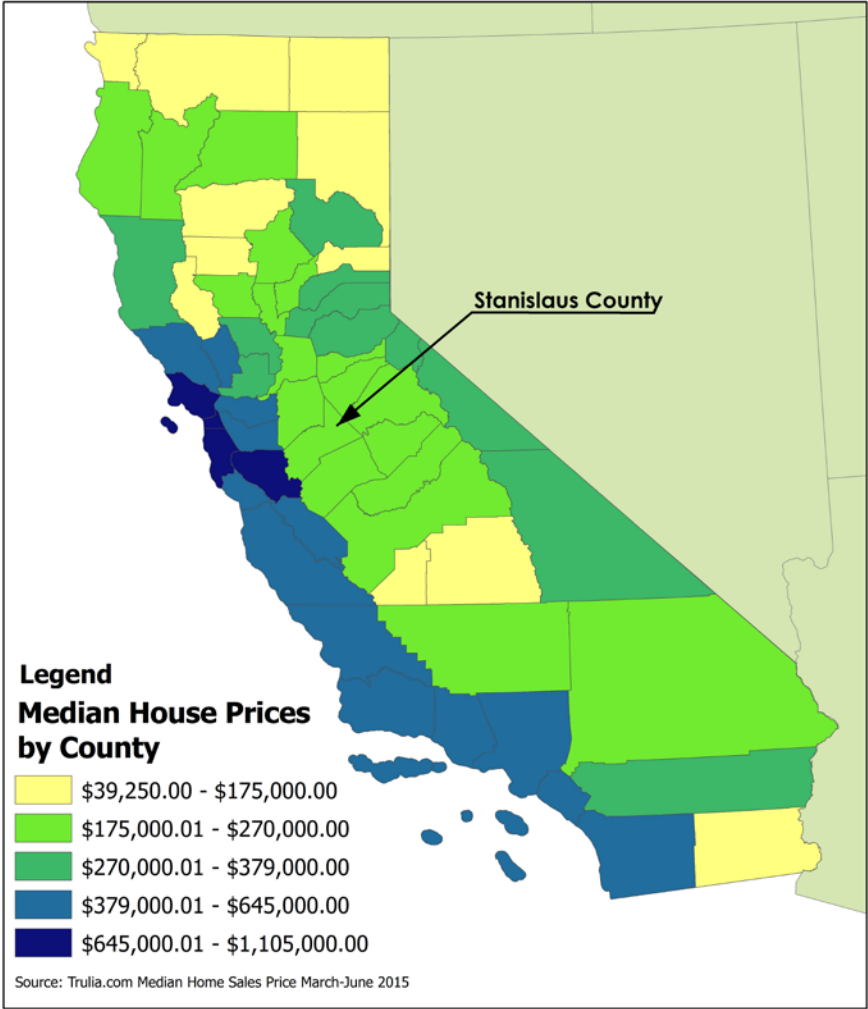 Stanislaus County
Legend
Median House Prices
by County
$39,250.00 - $175,000.00
$175,000.01 - $270,000.00
$270,000.01 - $379,000.00
$379,000.01 - $645,000.00
$645,000.01 - $1,105,000.00
Source: Trulia.com Median Home Sales Price March-June 2015